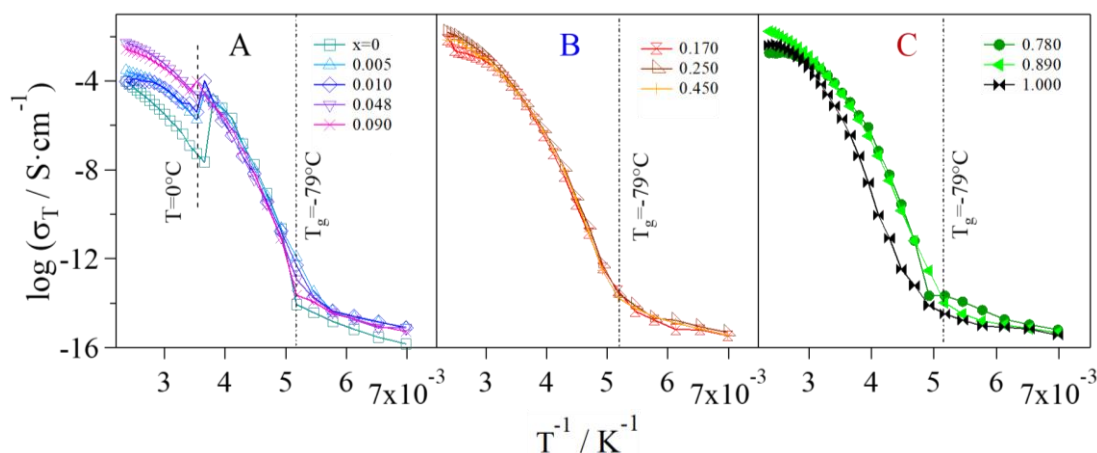 A
B
C
x=0
0.005
0.010
0.048
0.090
0.170
0.250
0.450
0.780
0.890
1.000
-4
-8
-12
-16
log (σT / S·cm-1)
T=0°C
Tg=-79°C
Tg=-79°C
Tg=-79°C
3 4 5 6 7x10-3
3 4 5 6 7x10-3
3 4 5 6 7x10-3
T-1 / K-1